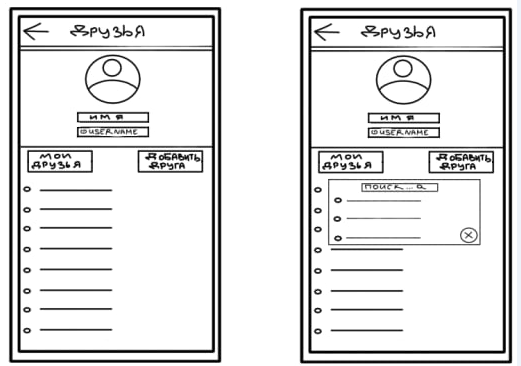 Друзья
ИМЯ
@USERNAME
МОИ
ДРУЗЬЯ
ДОБАВИТЬ
ДРУГА
Друзья
ИМЯ
@USERNAME
МОИ
ДРУЗЬЯ
ДОБАВИТЬ
ДРУГА
ПОИСК...Q